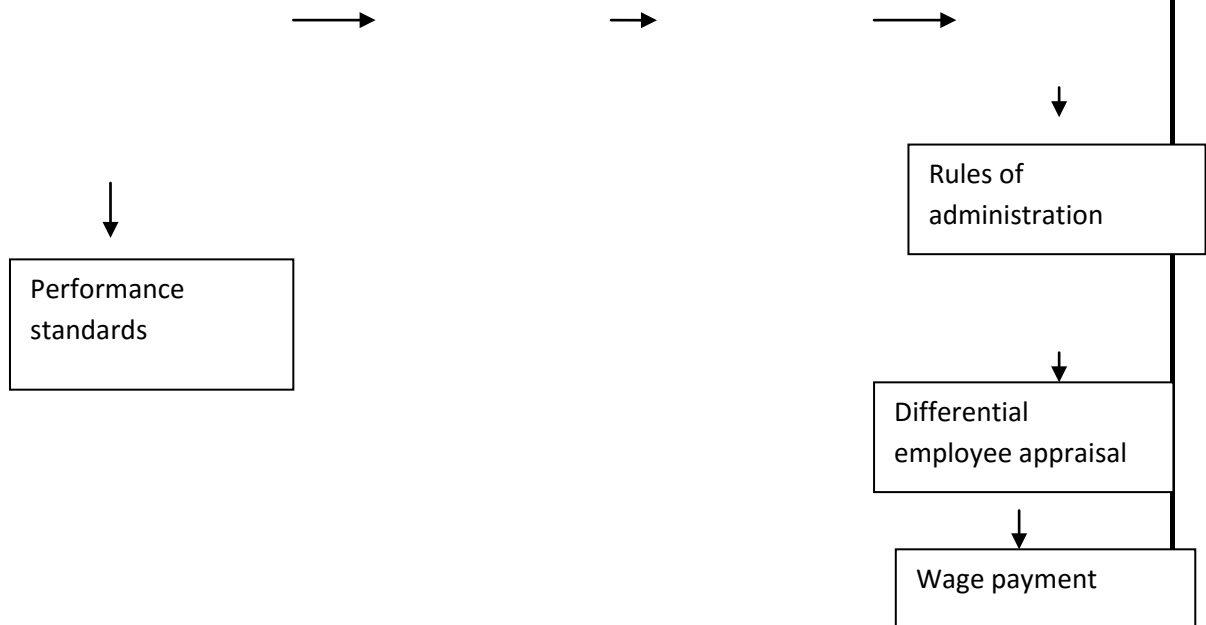 Rules of
administration
Performance
standards
Differential
employee appraisal
Wage payment